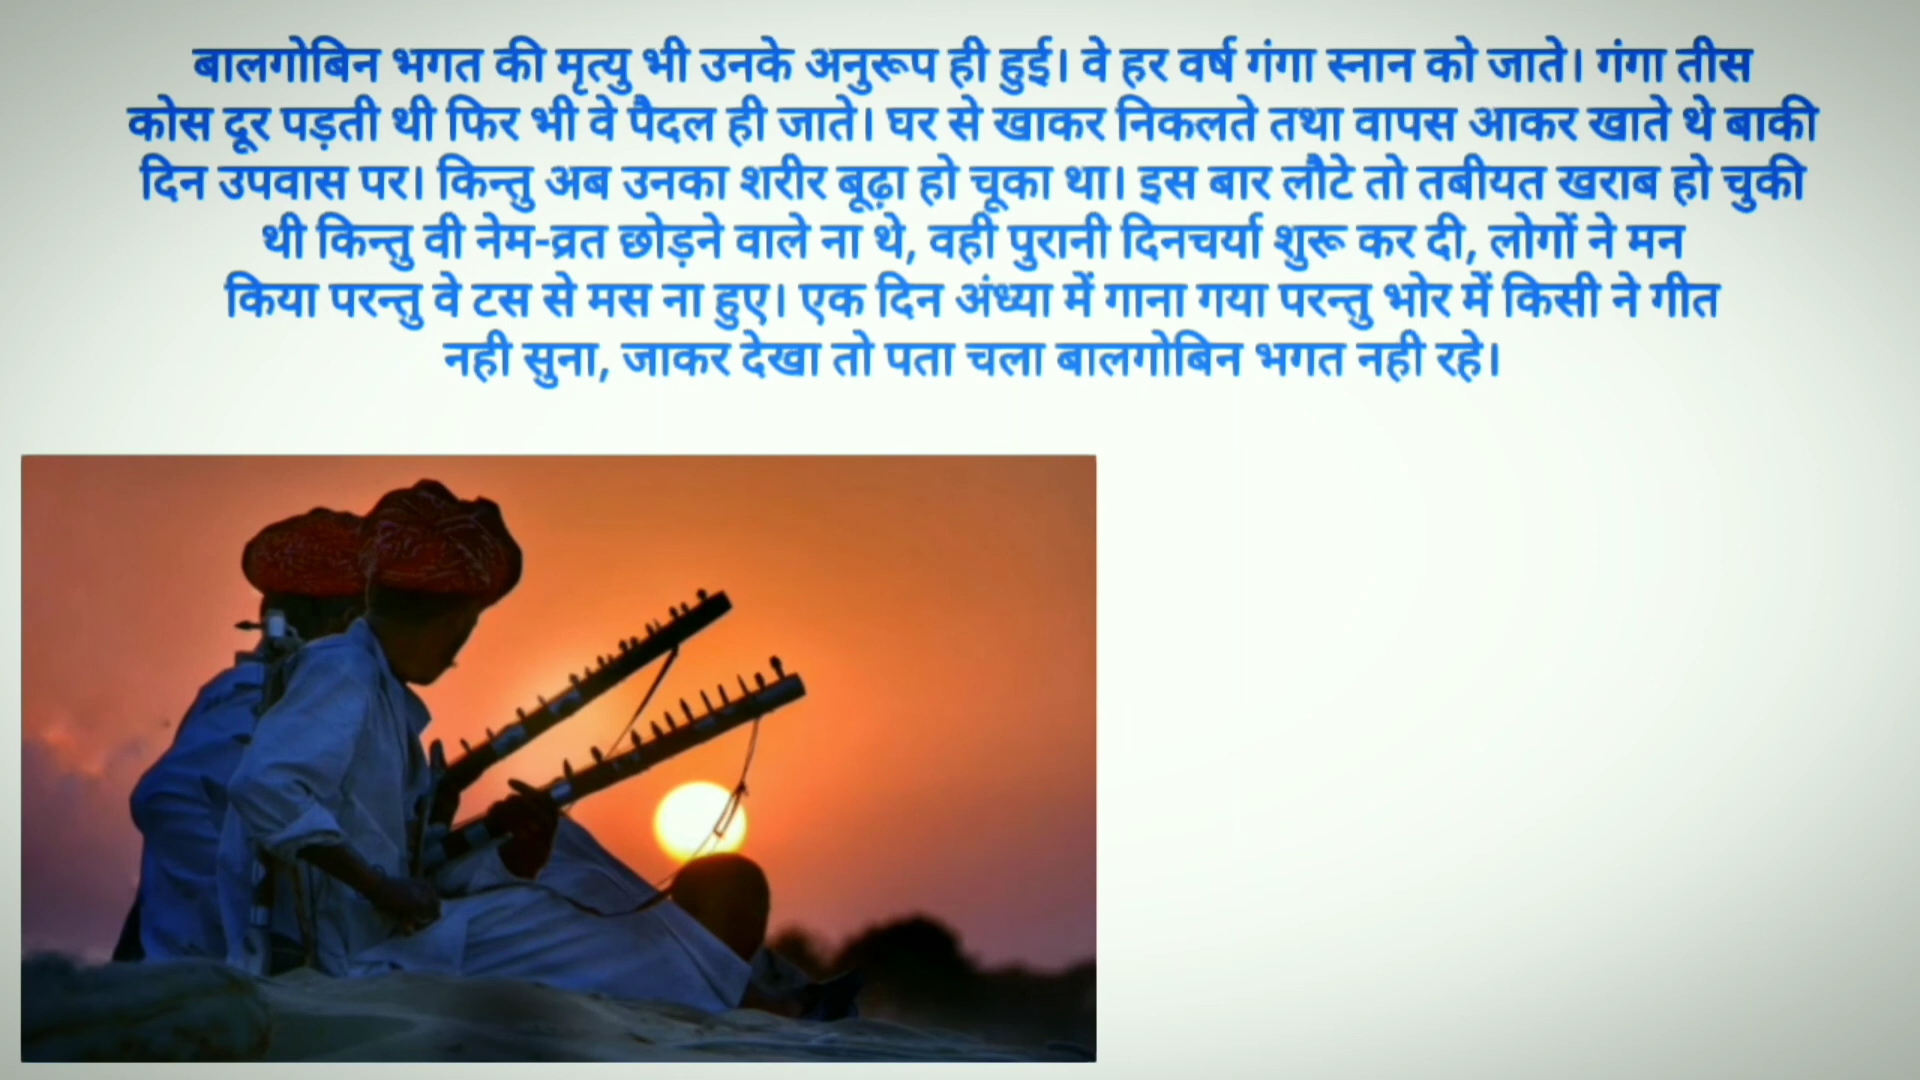 बालगोबिन भगत की मृत्यु भी उनके अनुरूप ही हुई। वे हर वर्ष गंगा स्नान को जाते। गंगा तीस
कोस दूर पड़ती थी फिर भी वे पैदल ही जाते। घर से खाकर निकलते तथा वापस आकर खाते थे बाकी
दिन उपवास पर। किन्तु अब उनका शरीर बूढ़ा हो चूका था। इस बार लौटे तो तबीयत खराब हो चुकी
थी किन्तु वी नेम-व्रत छोड़ने वाले ना थे, वही पुरानी दिनचर्या शुरू कर दी, लोगों ने मन
किया परन्तु वे टस से मस ना हुए। एक दिन अंध्या में गाना गया परन्तु भोर में किसी ने गीत
नही सुना, जाकर देखा तो पता चला बालगोबिन भगत नही रहे।